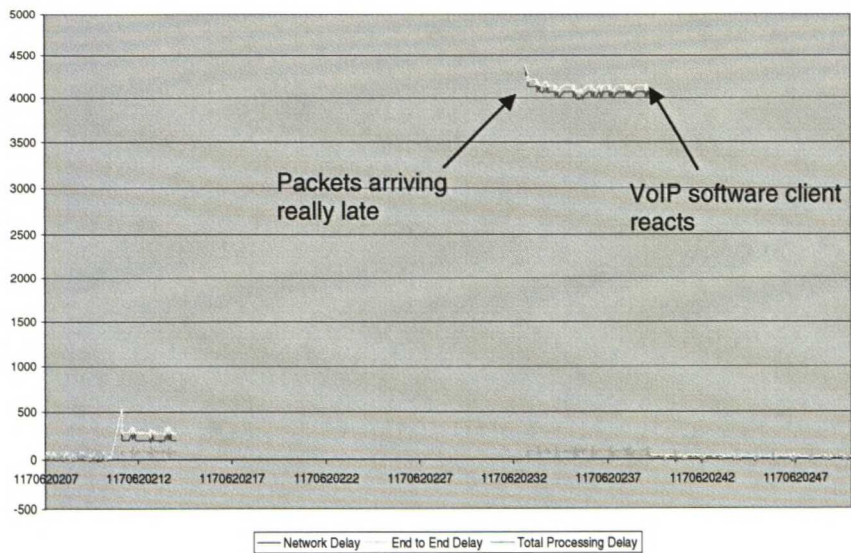 5000
4500
4000
3500
3000
2500
2000
1500
1000
500
0
-500
Packets arriving
really late
VoIP software client
reacts
1170620207 1170620212 1170620217 1170620222 1170620227 1170620232 1170620237 1170620242 1170620247
Network Delay End to End Delay Total Processing Delay